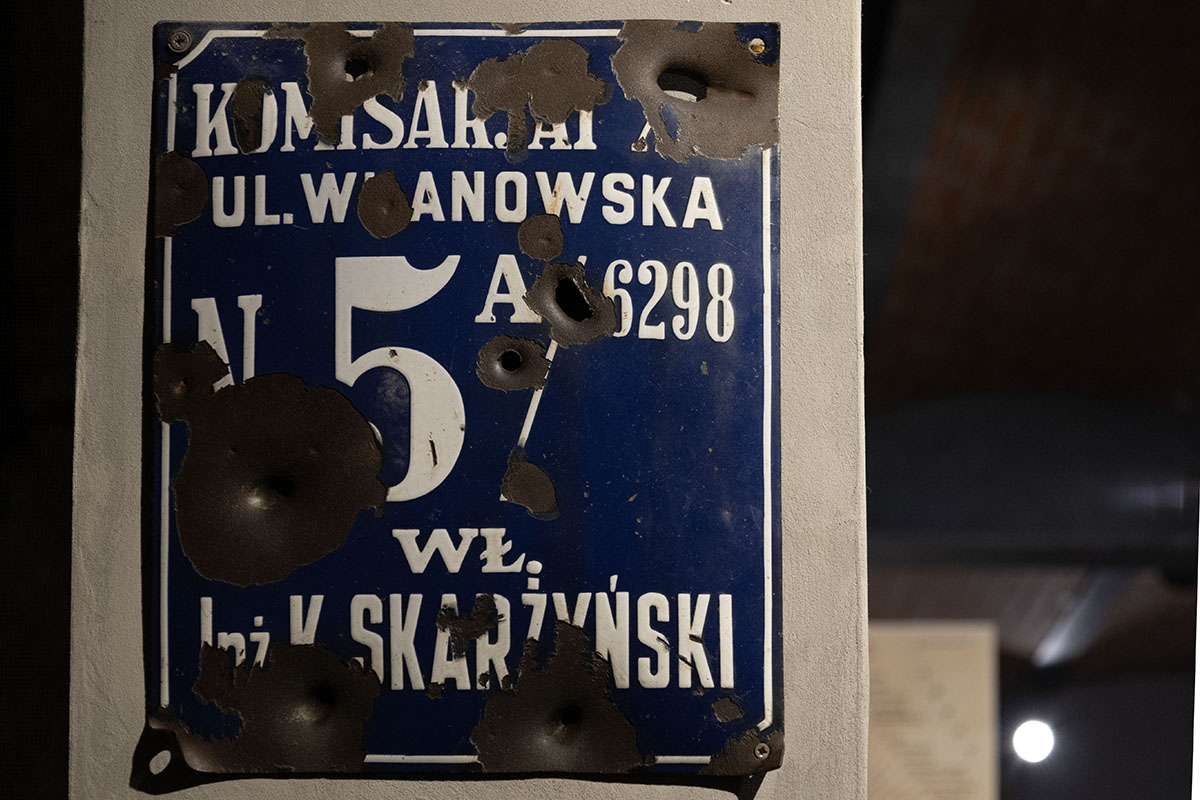 KOMISARJAT
UL. WILANOWSKA
N 5 A / 6298
WŁ.
Inż. K. SKARŻYŃSKI